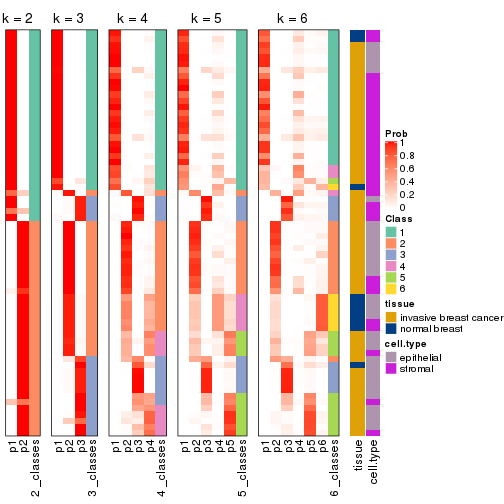 k = 2 k = 3 k = 4 k = 5 k = 6
Prob
1
0.8
0.6
0.4
0.2
0
Class
1
2
3
4
5
6
tissue
invasive breast cancer
normal breast
cell.type
epithelial
stromal
p1 p2 2_classes p1 p2 p3 3_classes p1 p2 p3 p4 4_classes p1 p2 p3 p4 p5 5_classes p1 p2 p3 p4 p5 p6 6_classes tissue cell.type